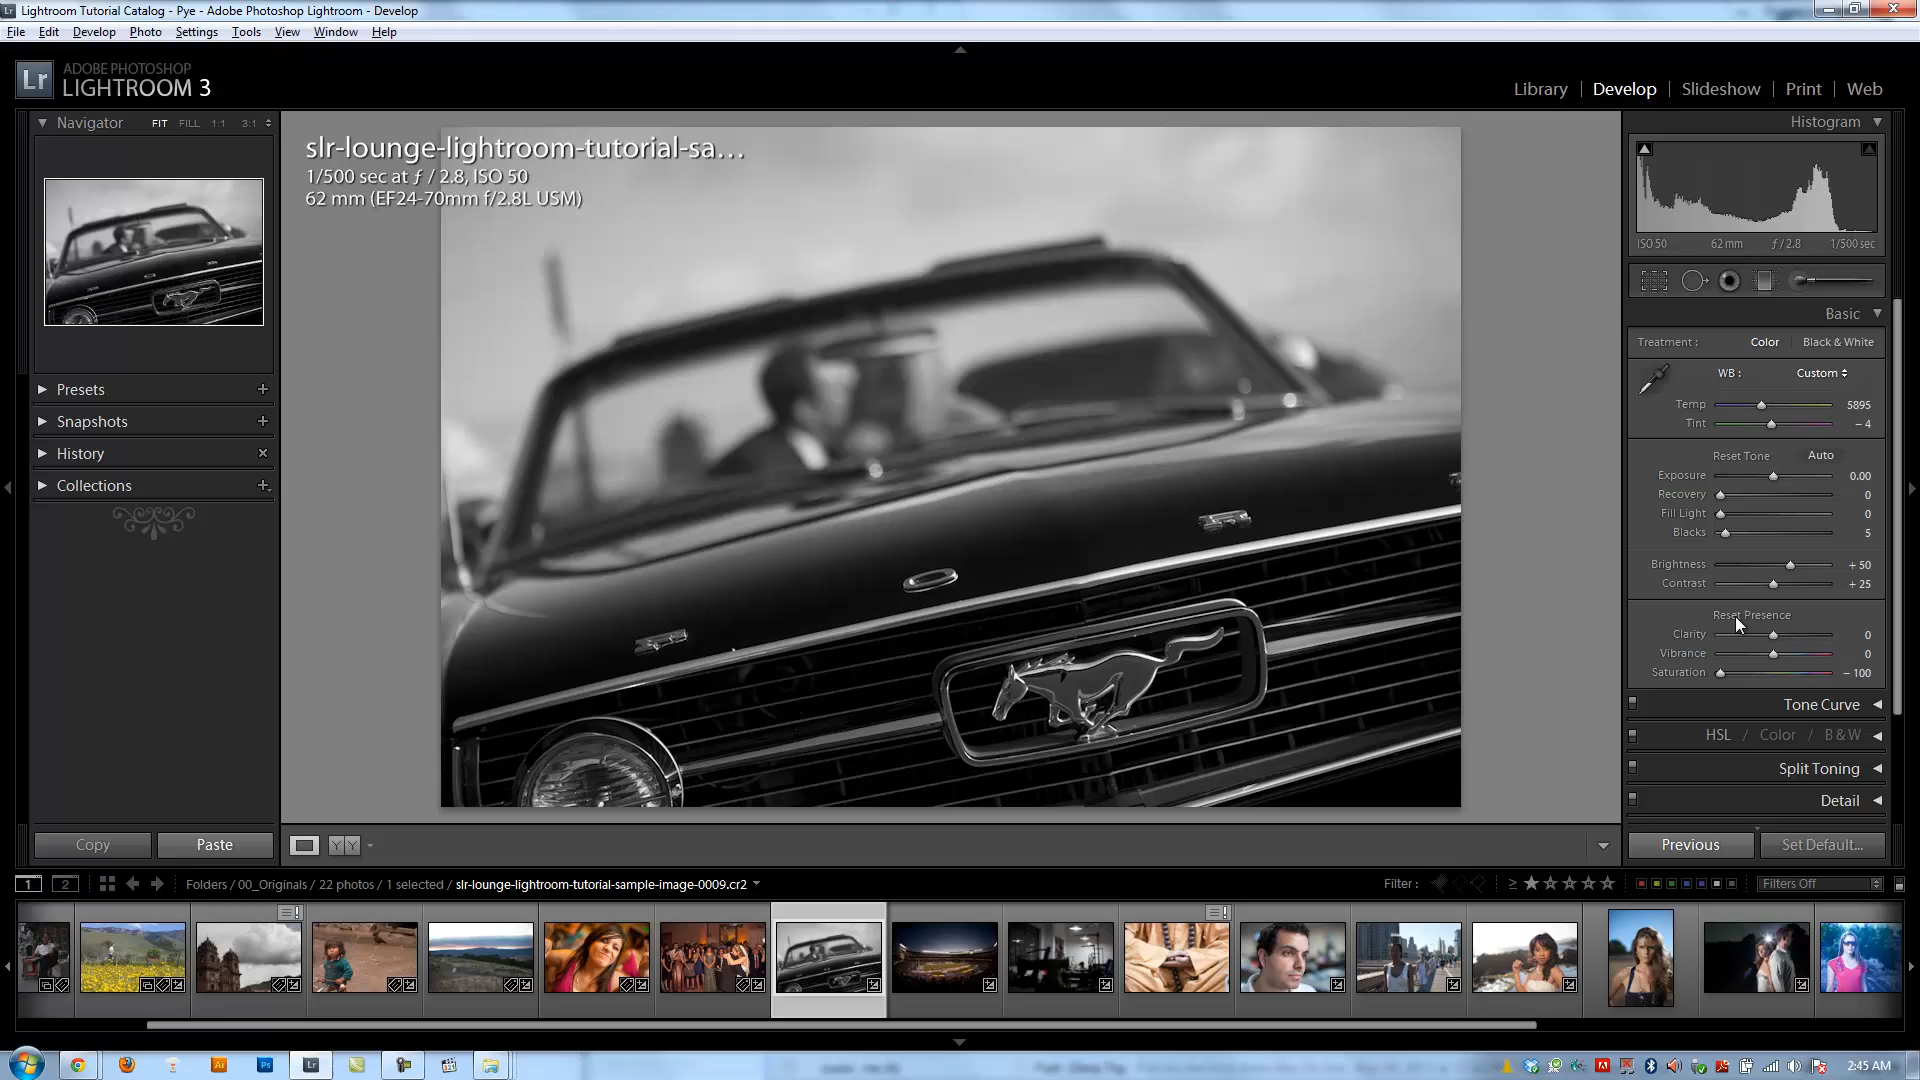 Lightroom Tutorial Catalog - Pye - Adobe Photoshop Lightroom - Develop
File Edit Develop Photo Settings Tools View Window Help
Lr ADOBE PHOTOSHOP
LIGHTROOM 3
Library | Develop | Slideshow | Print | Web
Navigator FIT FILL 1:1 3:1
Histogram
slr-lounge-lightroom-tutorial-sa...
1/500 sec at ƒ / 2.8, ISO 50
62 mm (EF24-70mm f/2.8L USM)
ISO 50 62 mm ƒ / 2.8 1/500 sec
Basic
Treatment : Color Black & White
WB : Custom
Temp 5895
Tint – 4
Reset Tone Auto
Exposure 0.00
Recovery 0
Fill Light 0
Blacks 5
Brightness + 50
Contrast + 25
Reset Presence
Clarity 0
Vibrance 0
Saturation – 100
Tone Curve
HSL / Color / B & W
Split Toning
Detail
Presets
Snapshots
History
Collections
Copy Paste
YY
Previous Set Default...
1 2 Folders / 00_Originals / 22 photos / 1 selected / slr-lounge-lightroom-tutorial-sample-image-0009.cr2
Filter : ≥ Filters Off
Ai Ps Lr
2:45 AM